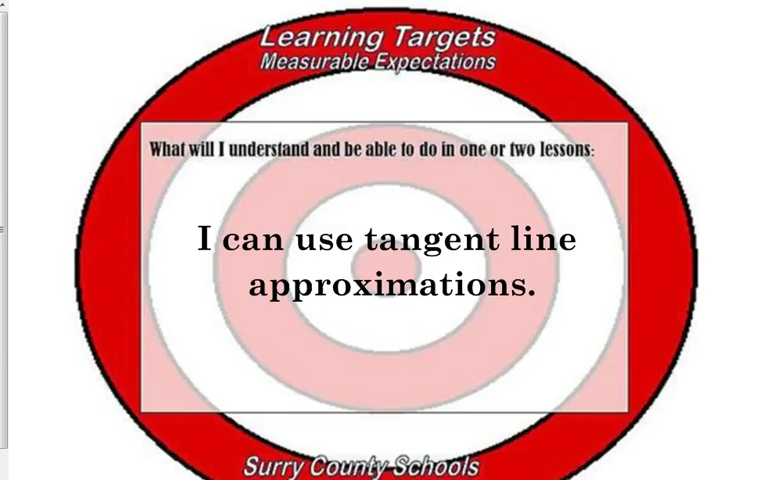 Learning Targets
Measurable Expectations
What will I understand and be able to do in one or two lessons:
I can use tangent line
approximations.
Surry County Schools